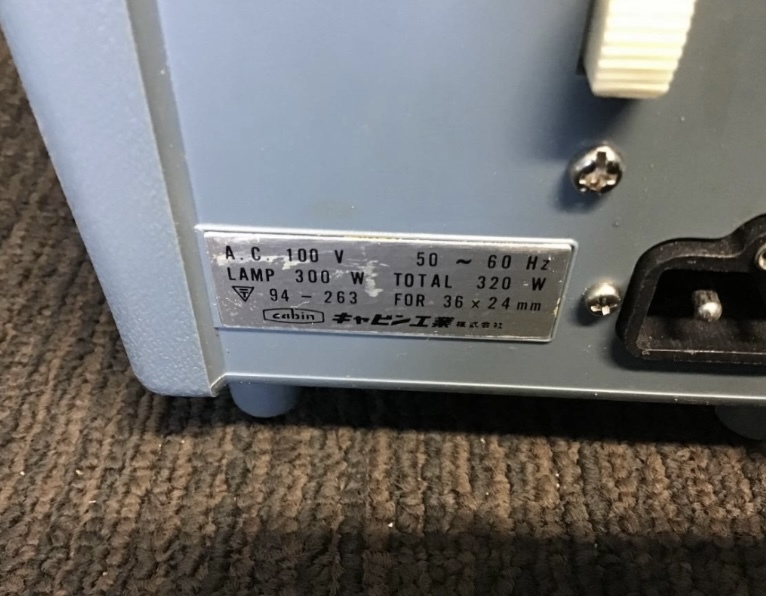 A.C. 100 V 50 ~ 60 Hz
LAMP 300 W TOTAL 320 W
94 - 263 FOR 36 x 24 mm
cabin キャビン工業株式会社